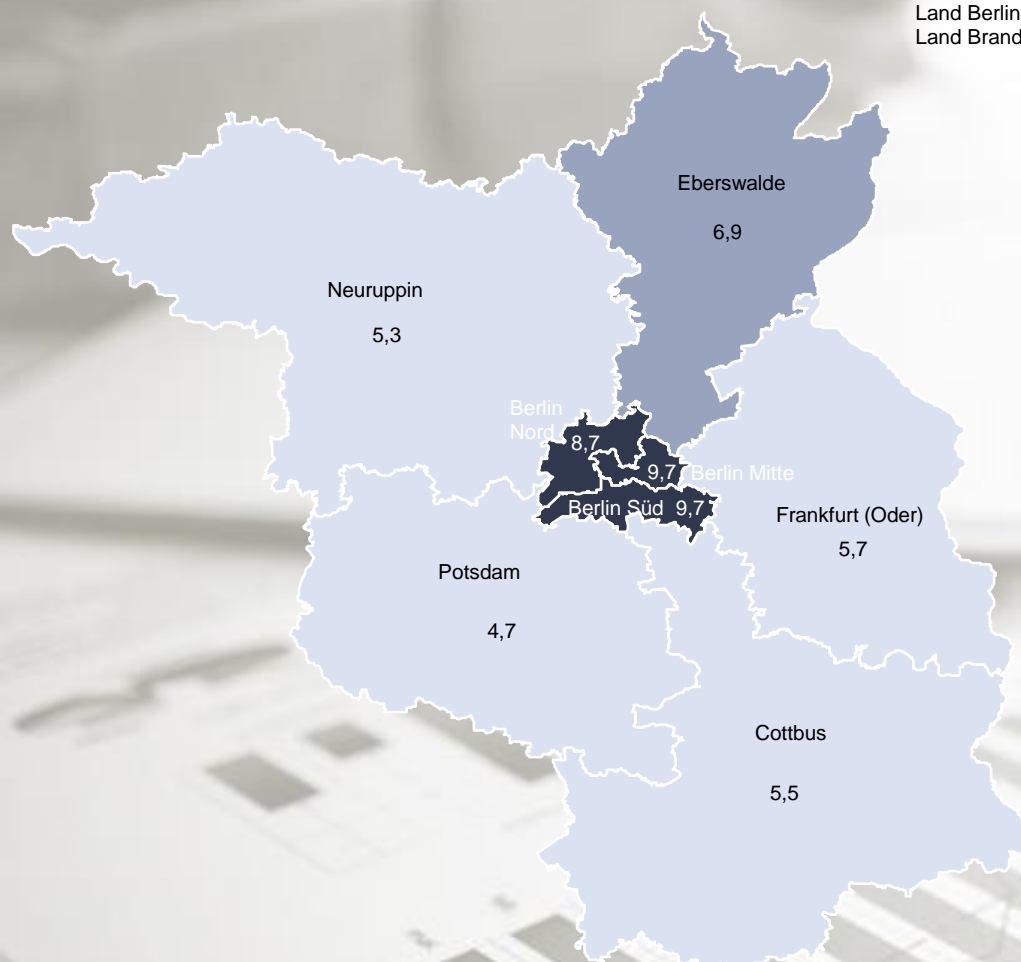 Land Berlin
Land Brand
Eberswalde
6,9
Neuruppin
5,3
Berlin
Nord
8,7
9,7 Berlin Mitte
Berlin Süd 9,7
Frankfurt (Oder)
5,7
Potsdam
4,7
Cottbus
5,5